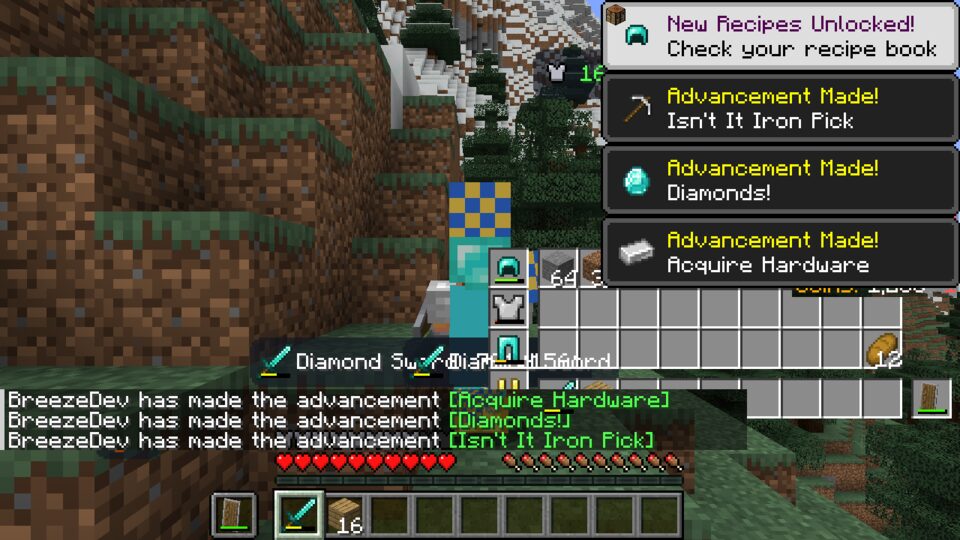 New Recipes Unlocked!
Check your recipe book
16
Advancement Made!
Isn't It Iron Pick
Advancement Made!
Diamonds!
Advancement Made!
Acquire Hardware
64
12
Diamond
BreezeDev has made the advancement [Acquire Hardware]
BreezeDev has made the advancement [Diamonds!]
BreezeDev has made the advancement [Isn't It Iron Pick]
16